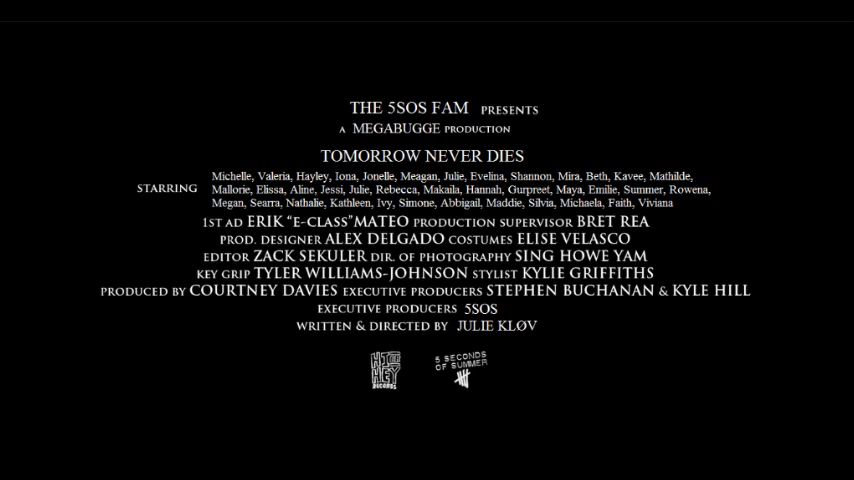 THE 5SOS FAM PRESENTS
A MEGABUGGE PRODUCTION
TOMORROW NEVER DIES
Michelle, Valeria, Hayley, Iona, Jonelle, Meagan, Julie, Evelina, Shannon, Mira, Beth, Kavee, Mathilde,
STARRING Mallorie, Elissa, Aline, Jessi, Julie, Rebecca, Makaila, Hannah, Gurpreet, Maya, Emilie, Summer, Rowena,
Megan, Searra, Nathalie, Kathleen, Ivy, Simone, Abbigail, Maddie, Silvia, Michaela, Faith, Viviana
1ST AD ERIK "E-CLASS"MATEO PRODUCTION SUPERVISOR BRET REA
PROD. DESIGNER ALEX DELGADO COSTUMES ELISE VELASCO
EDITOR ZACK SEKULER DIR. OF PHOTOGRAPHY SING HOWE YAM
KEY GRIP TYLER WILLIAMS-JOHNSON STYLIST KYLIE GRIFFITHS
PRODUCED BY COURTNEY DAVIES EXECUTIVE PRODUCERS STEPHEN BUCHANAN & KYLE HILL
EXECUTIVE PRODUCERS 5SOS
WRITTEN & DIRECTED BY JULIE KLØV
HI OR HEY RECORDS
5 SECONDS OF SUMMER